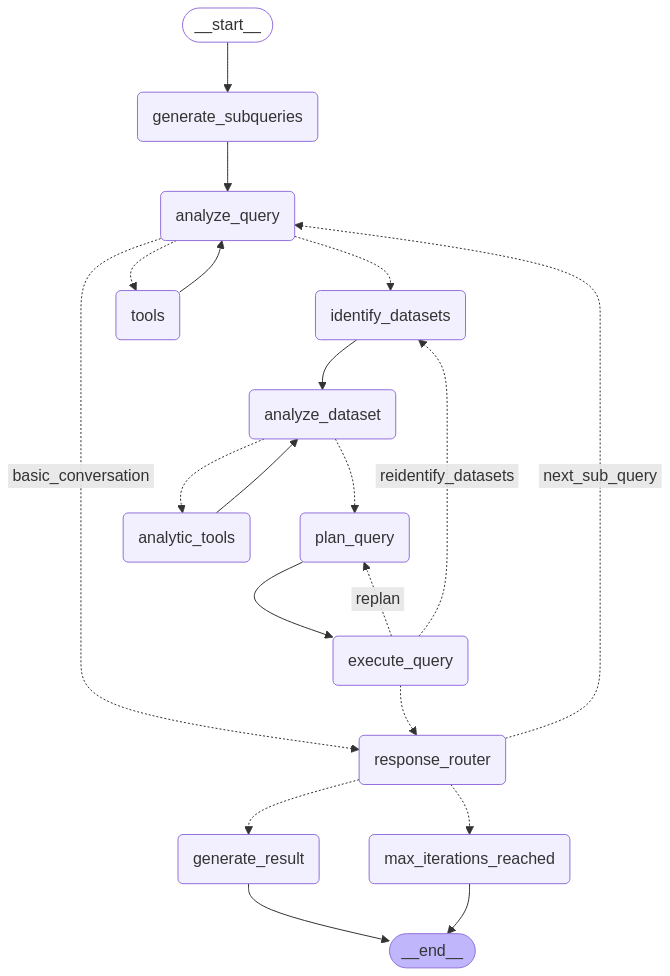 __start__
generate_subqueries
analyze_query
tools
identify_datasets
analyze_dataset
basic_conversation
reidentify_datasets
next_sub_query
analytic_tools
plan_query
replan
execute_query
response_router
generate_result
max_iterations_reached
__end__